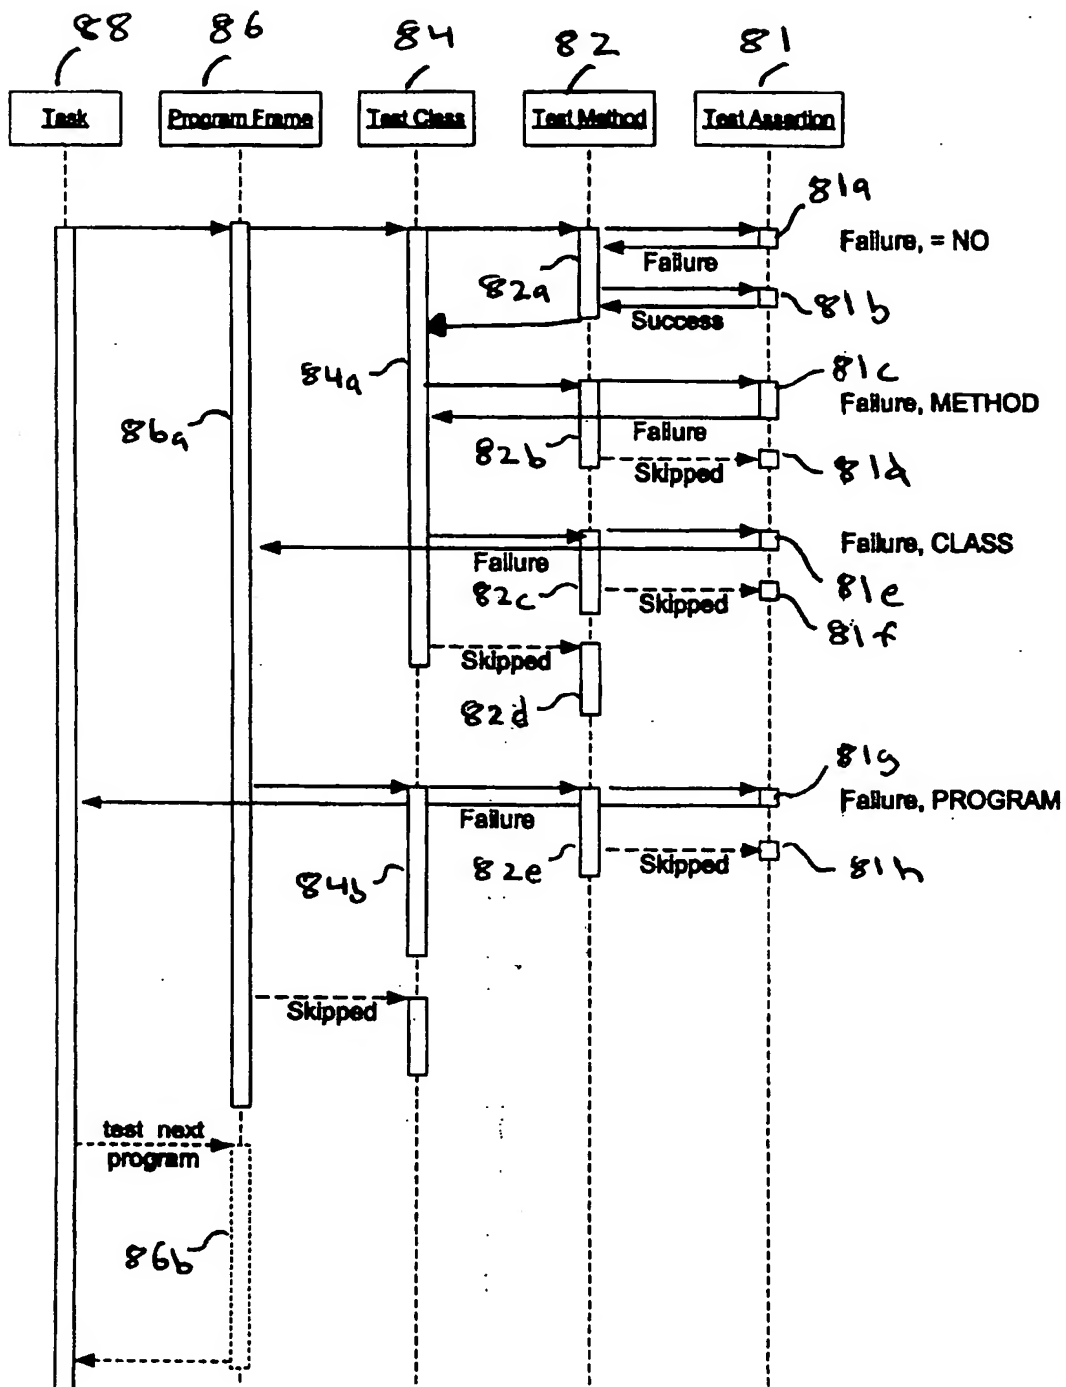 88 86 84 82 81
Task Program Frame Test Class Test Method Test Assertion
81a
Failure, = NO
Failure
82a
81b
Success
84a
81c
Failure, METHOD
86a
Failure
82b
Skipped
81d
Failure, CLASS
Failure
81e
82c
Skipped
81f
Skipped
82d
81g
Failure, PROGRAM
Failure
84b
82e
Skipped
81h
Skipped
test next
program
86b